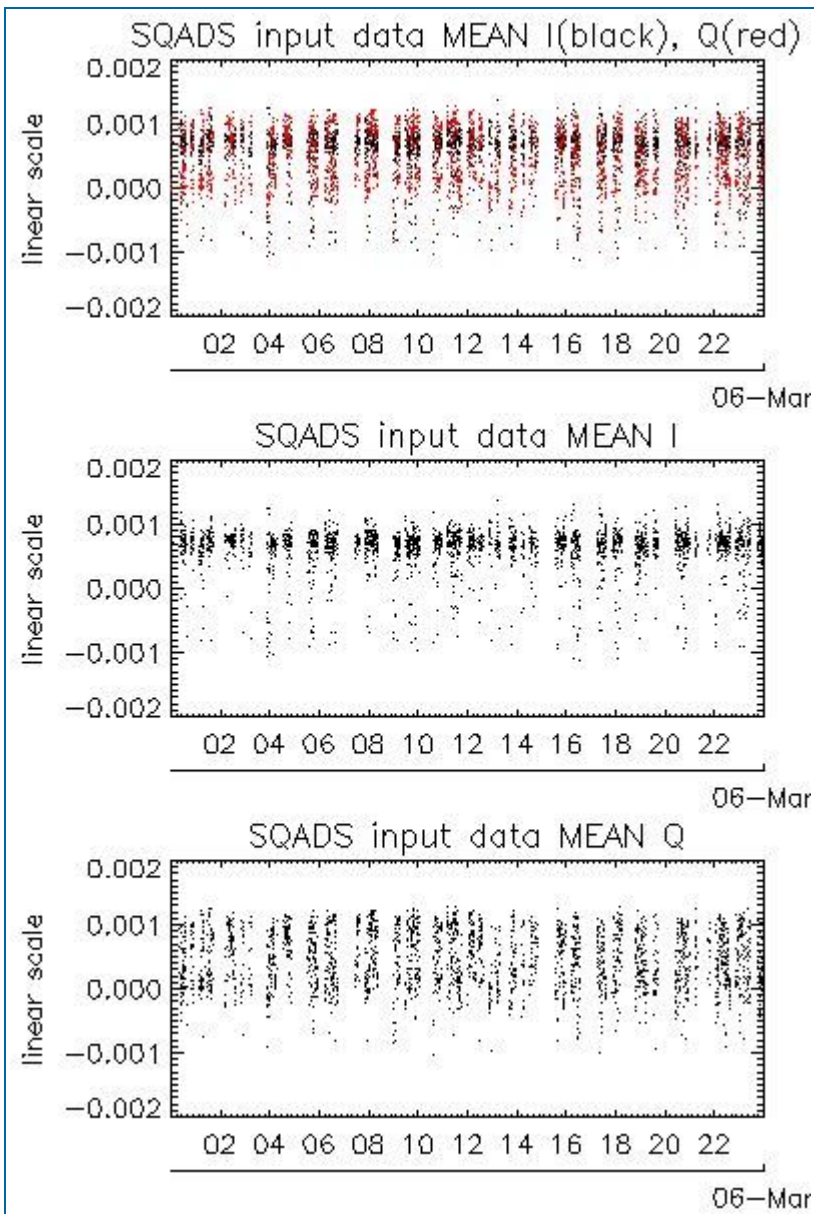 SQADS input data MEAN I(black), Q(red)
0.002
0.001
0.000
−0.001
−0.002
linear scale
02 04 06 08 10 12 14 16 18 20 22
06−Mar
SQADS input data MEAN I
0.002
0.001
0.000
−0.001
−0.002
linear scale
02 04 06 08 10 12 14 16 18 20 22
06−Mar
SQADS input data MEAN Q
0.002
0.001
0.000
−0.001
−0.002
linear scale
02 04 06 08 10 12 14 16 18 20 22
06−Mar